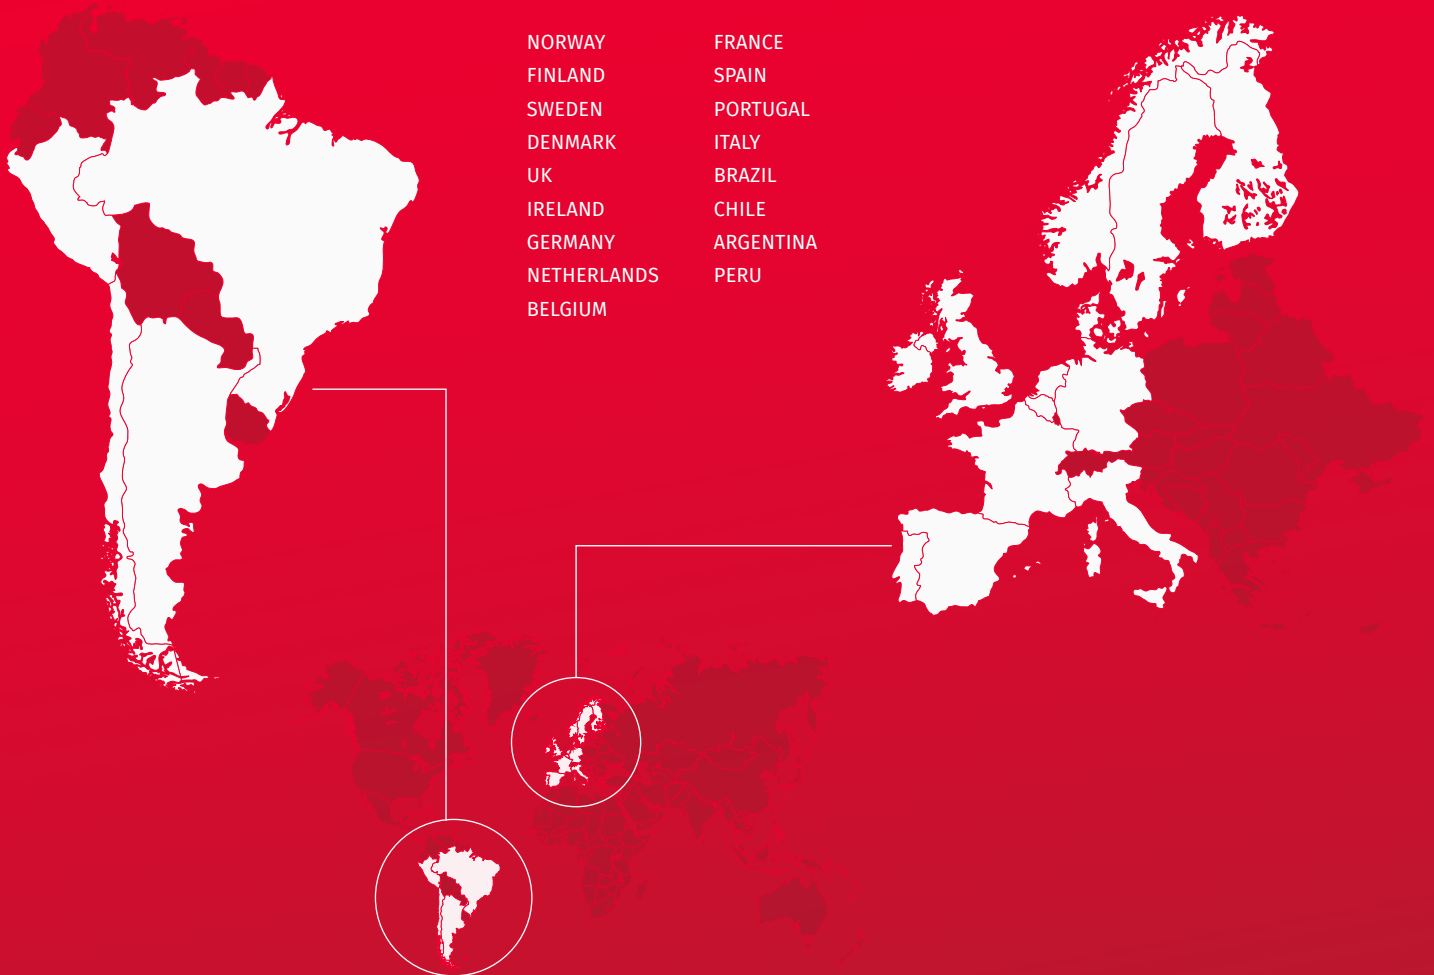 NORWAY
FINLAND
SWEDEN
DENMARK
UK
IRELAND
GERMANY
NETHERLANDS
BELGIUM
FRANCE
SPAIN
PORTUGAL
ITALY
BRAZIL
CHILE
ARGENTINA
PERU